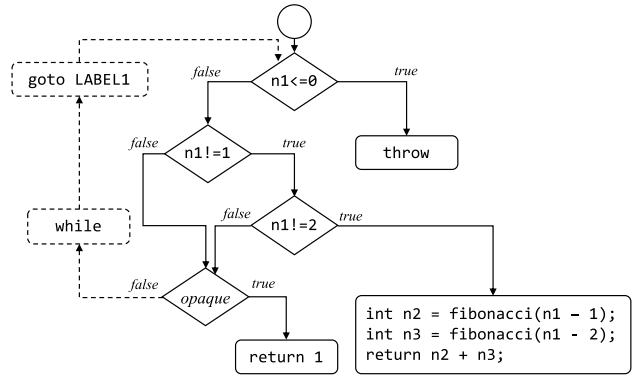 n1<=0
false
true
goto LABEL1
throw
n1!=1
false
true
n1!=2
false
true
while
opaque
false
true
int n2 = fibonacci(n1 – 1);
int n3 = fibonacci(n1 - 2);
return n2 + n3;
return 1